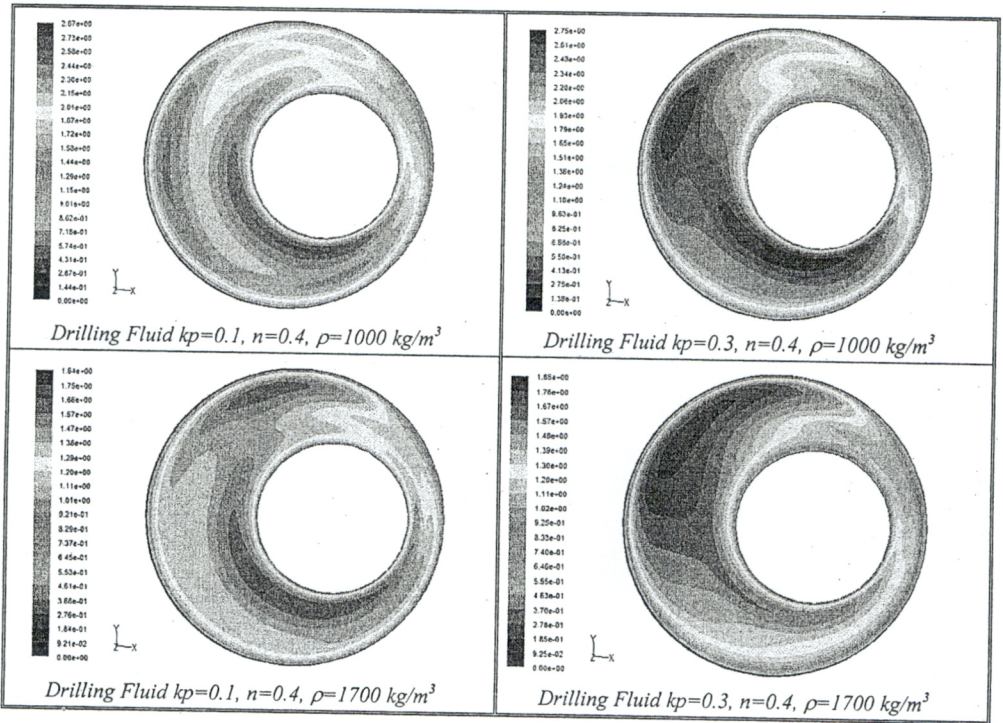 2.87e+00
2.73e+00
2.58e+00
2.44e+00
2.30e+00
2.15e+00
2.01e+00
1.87e+00
1.72e+00
1.58e+00
1.44e+00
1.29e+00
1.15e+00
8.62e-01
7.18e-01
5.74e-01
4.31e-01
2.87e-01
1.44e-01
0.00e+00
Y
Z X
Drilling Fluid kp=0.1, n=0.4, ρ=1000 kg/m³
2.75e+00
2.61e+00
2.48e+00
2.34e+00
2.20e+00
2.06e+00
1.93e+00
1.79e+00
1.65e+00
1.51e+00
1.38e+00
1.24e+00
1.10e+00
9.63e-01
8.25e-01
6.88e-01
5.50e-01
4.13e-01
2.75e-01
1.38e-01
0.00e+00
Y
Z X
Drilling Fluid kp=0.3, n=0.4, ρ=1000 kg/m³
1.84e+00
1.75e+00
1.66e+00
1.57e+00
1.47e+00
1.38e+00
1.29e+00
1.20e+00
1.11e+00
1.01e+00
9.21e-01
8.29e-01
7.37e-01
6.45e-01
5.53e-01
4.61e-01
3.68e-01
2.76e-01
1.84e-01
9.21e-02
0.00e+00
Y
Z X
Drilling Fluid kp=0.1, n=0.4, ρ=1700 kg/m³
1.85e+00
1.76e+00
1.67e+00
1.57e+00
1.48e+00
1.39e+00
1.30e+00
1.20e+00
1.11e+00
1.02e+00
9.25e-01
8.33e-01
7.40e-01
6.48e-01
5.55e-01
4.63e-01
3.70e-01
2.78e-01
1.85e-01
9.25e-02
0.00e+00
Y
Z X
Drilling Fluid kp=0.3, n=0.4, ρ=1700 kg/m³